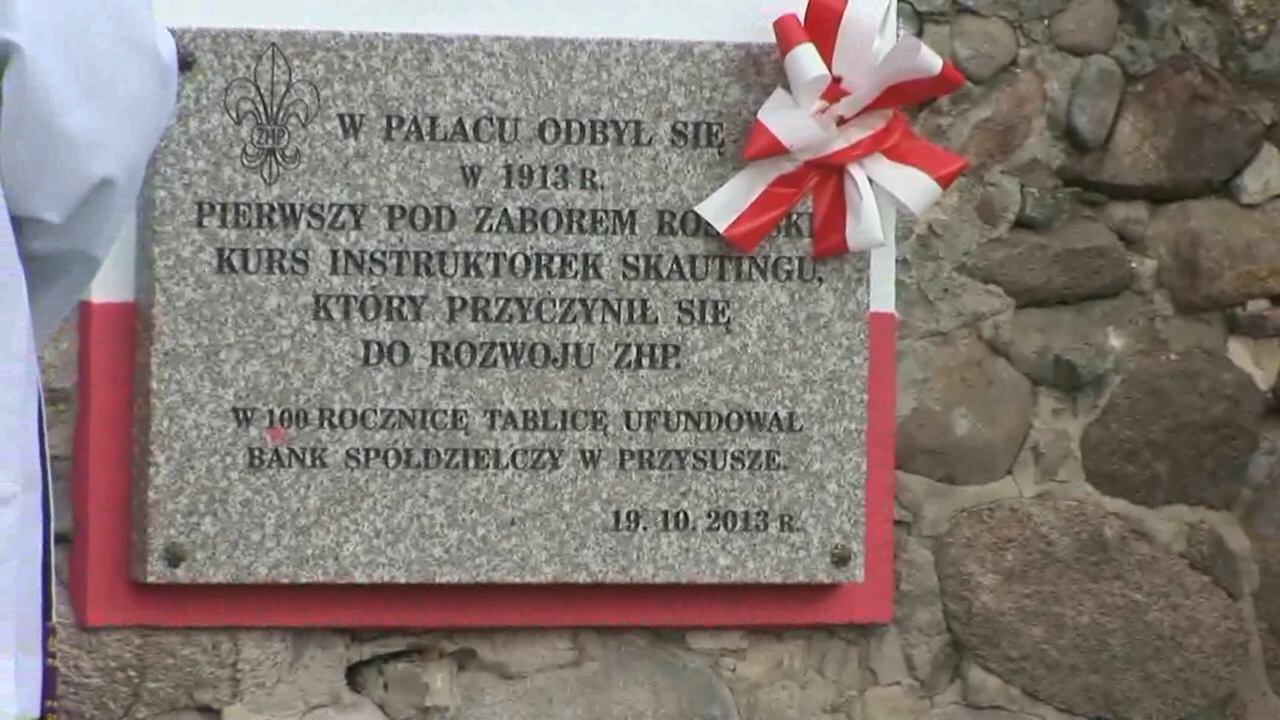 ZHP
W PAŁACU ODBYŁ SIĘ
W 1913 R.
PIERWSZY POD ZABOREM
KURS INSTRUKTOREK SKAUTINGU,
KTÓRY PRZYCZYNIŁ SIĘ
DO ROZWOJU ZHP.
W 100 ROCZNICĘ TABLICĘ UFUNDOWAŁ
BANK SPÓŁDZIELCZY W PRZYSUSZE.
19. 10. 2013 R.